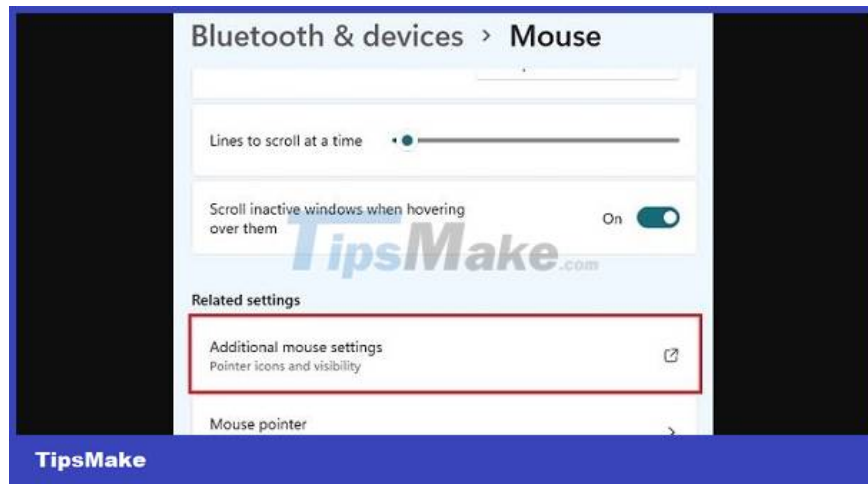 Bluetooth & devices > Mouse
Lines to scroll at a time
Scroll inactive windows when hovering
over them
On
TipsMake.com
Related settings
Additional mouse settings
Pointer icons and visibility
Mouse pointer
TipsMake